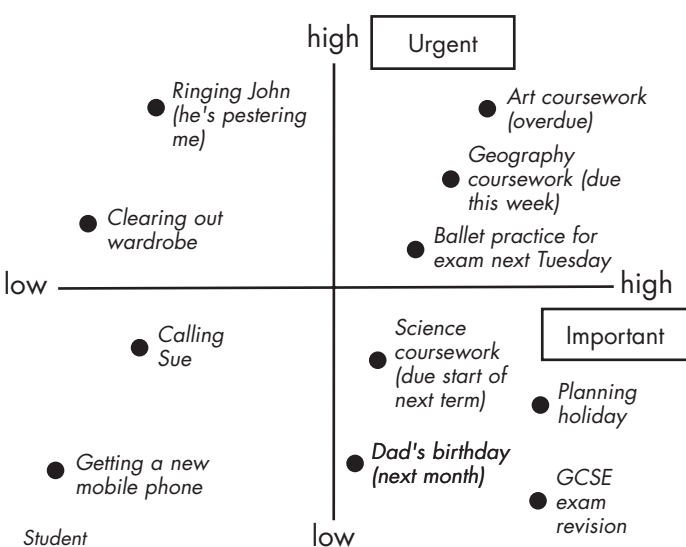 high
Urgent
Ringing John
(he's pestering
me)
Art coursework
(overdue)
Geography
coursework (due
this week)
Clearing out
wardrobe
Ballet practice for
exam next Tuesday
low
high
Important
Calling
Sue
Science
coursework
(due start of
next term)
Planning
holiday
Getting a new
mobile phone
Dad's birthday
(next month)
GCSE
exam
revision
Student
low